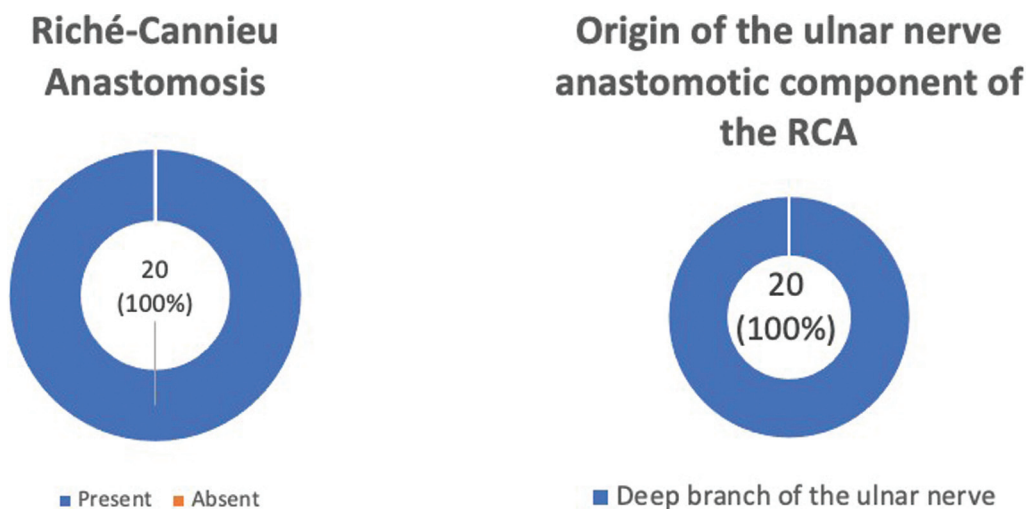 Riché-Cannieu
Anastomosis
20
(100%)
Present Absent
Origin of the ulnar nerve
anastomotic component of
the RCA
20
(100%)
Deep branch of the ulnar nerve